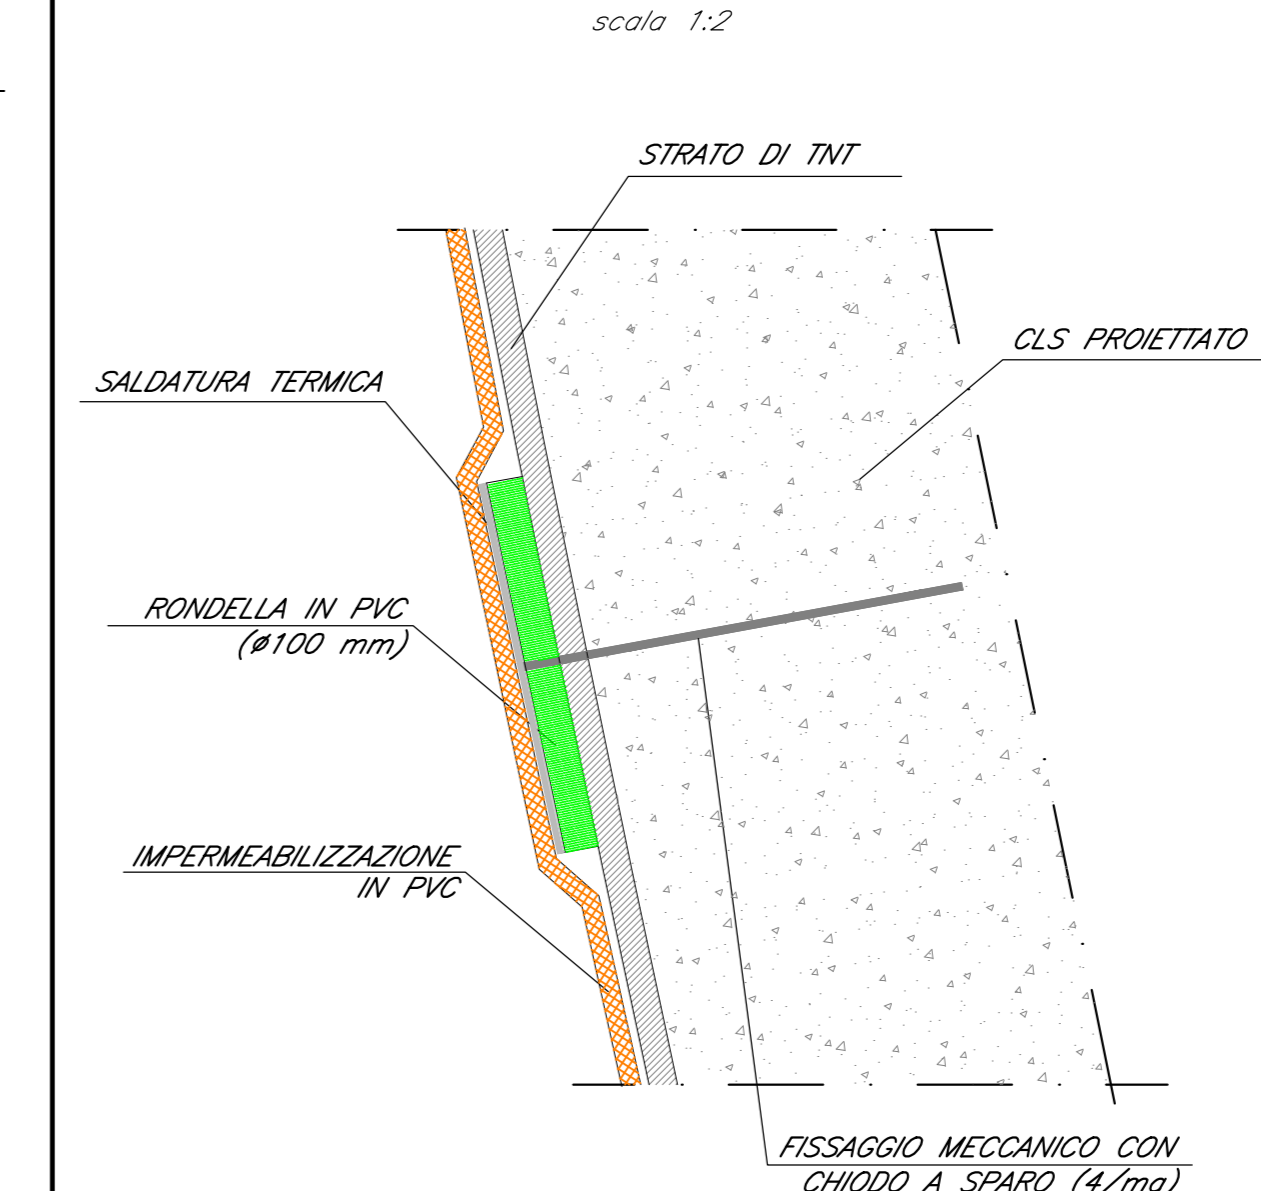 scala 1:2
STRATO DI TNT
CLS PROIETTATO
SALDATURA TERMICA
RONDELLA IN PVC
(ø100 mm)
IMPERMEABILIZZAZIONE
IN PVC
FISSAGGIO MECCANICO CON
CHIODO A SPARO (4/mq)